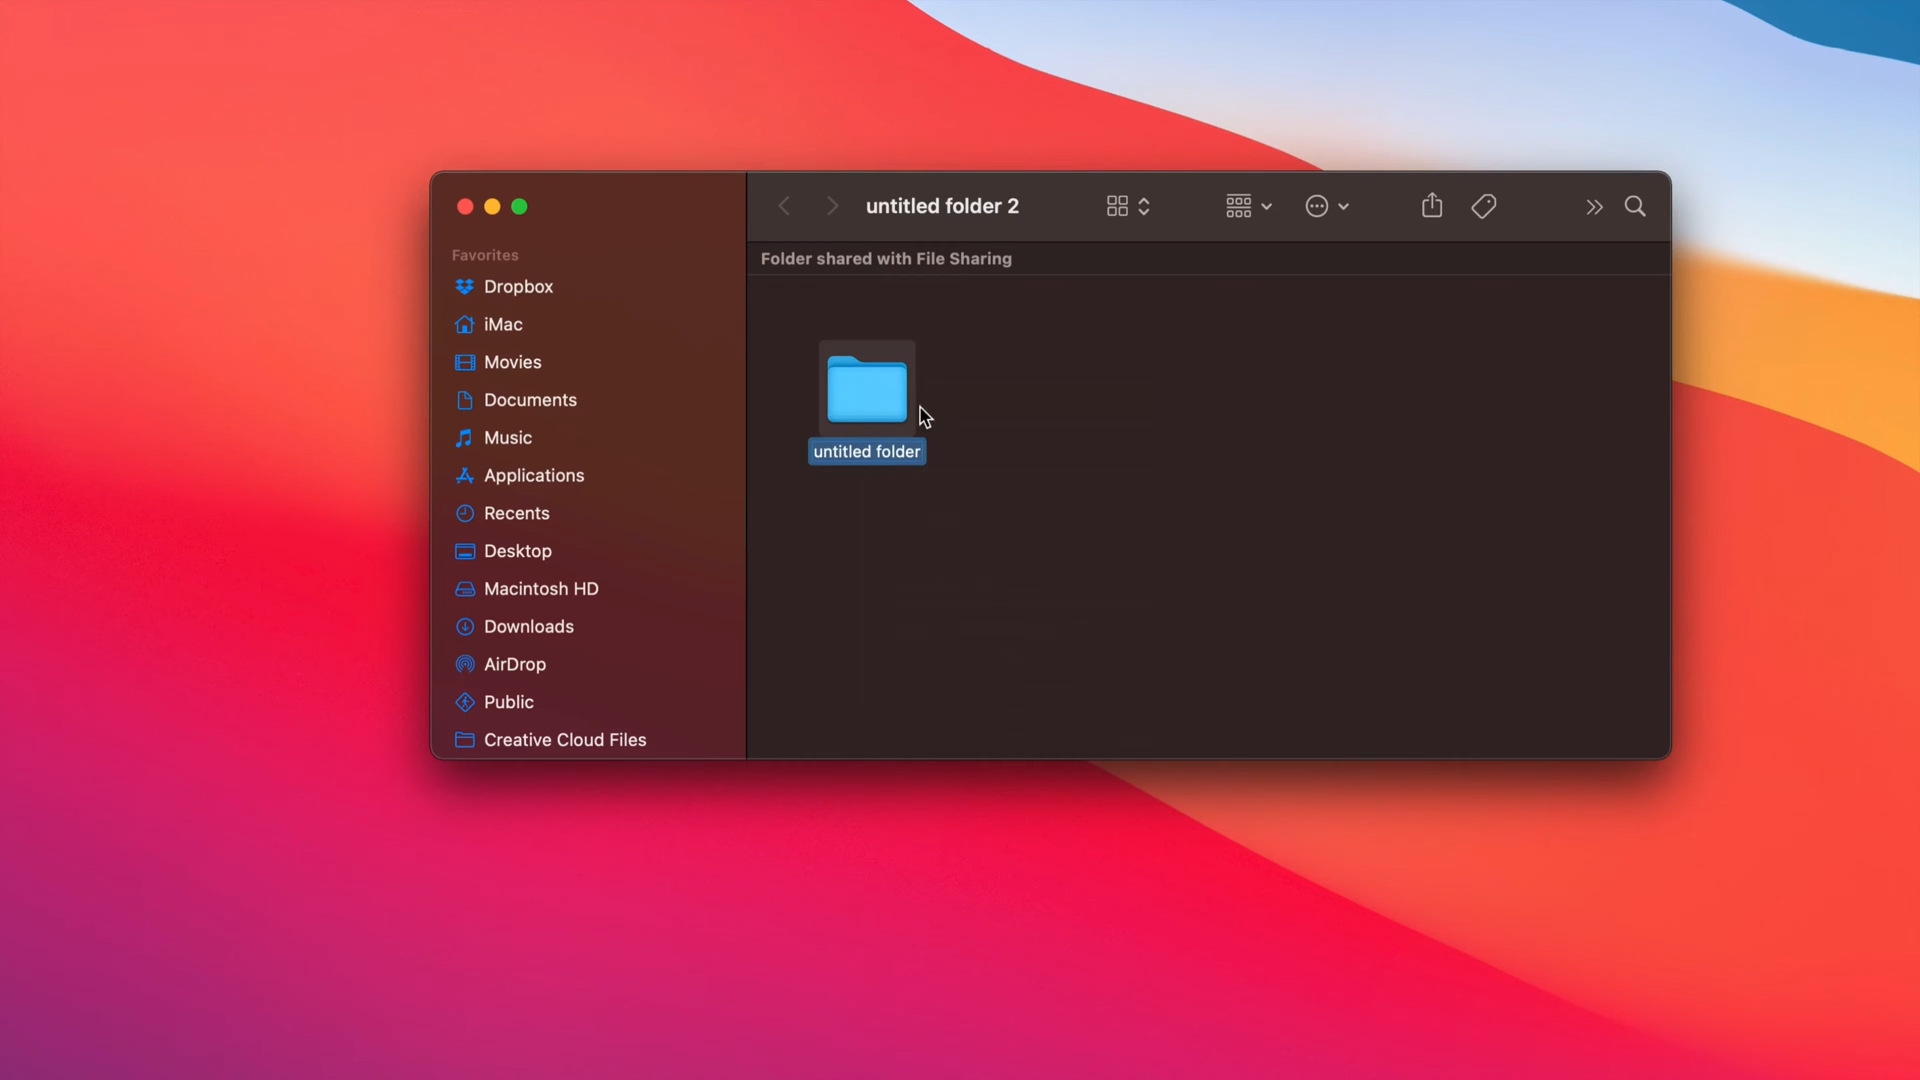 untitled folder 2
Favorites
Folder shared with File Sharing
Dropbox
iMac
Movies
Documents
Music
untitled folder
Applications
Recents
Desktop
Macintosh HD
Downloads
AirDrop
Public
Creative Cloud Files